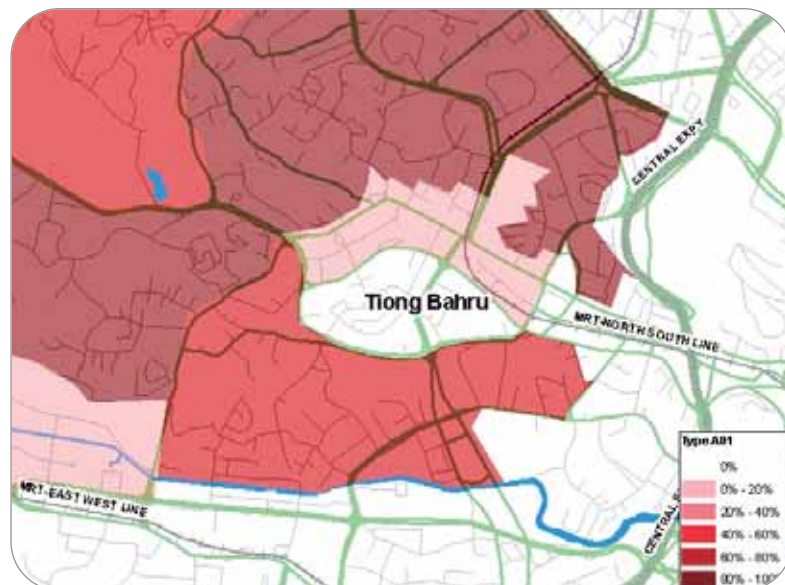 CENTRAL EXPY
Tiong Bahru
MRT-NORTH SOUTH LINE
MRT-EAST WEST LINE
CENTRAL
Type A01
0%
0% - 20%
20% - 40%
40% - 60%
60% - 80%